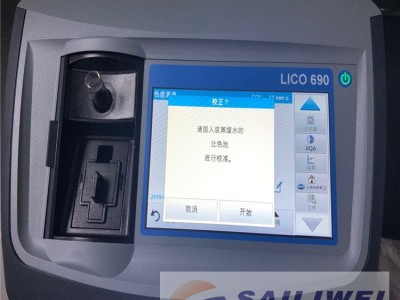 LICO 690
校正？
请插入装蒸馏水的
比色池
进行校准。
取消
开始
AQA
LANGE
SAILIWEI